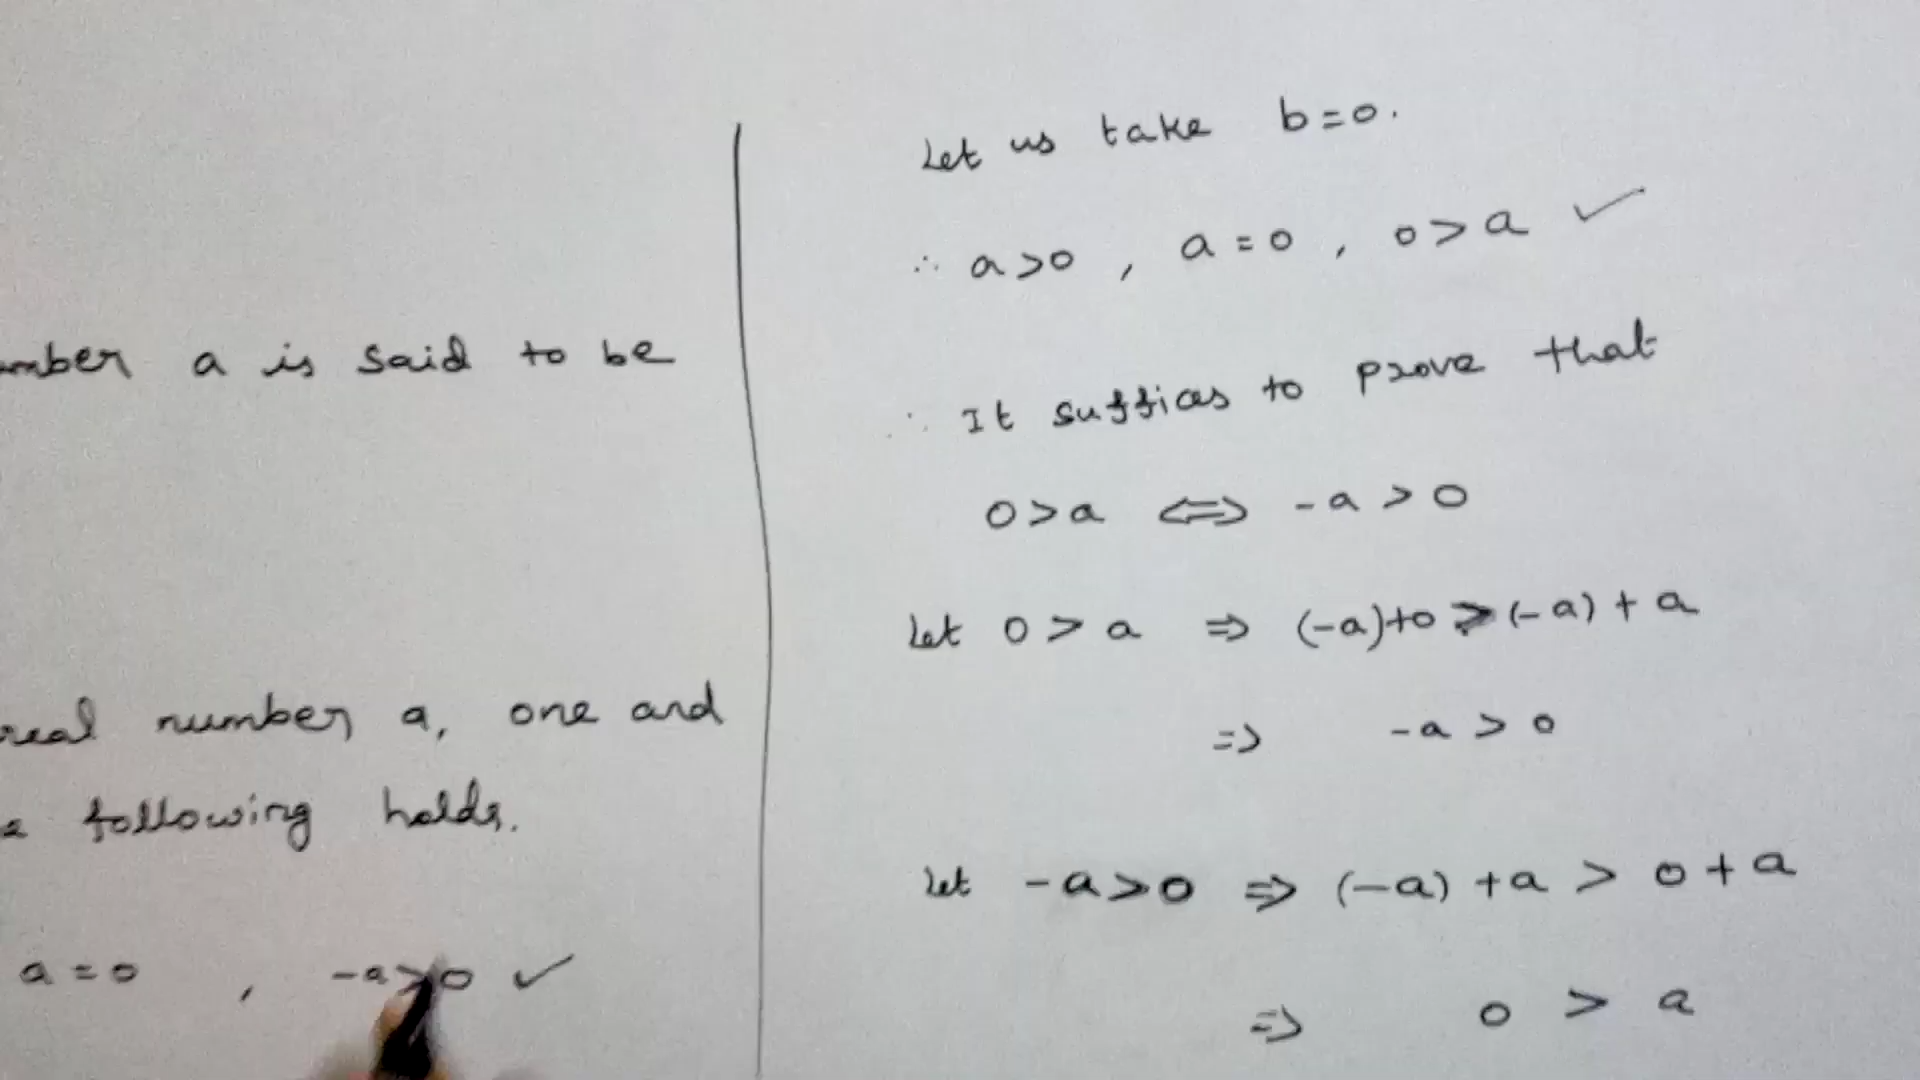 mber a is said to be
real number a, one and
following holds.
a = 0 , -a > 0 ✓
Let us take b = 0.
∴ a > 0 , a = 0 , 0 > a ✓
∴ It suffices to prove that
0 > a ⟺ -a > 0
Let 0 > a ⇒ (-a) + 0 > (-a) + a
⇒ -a > 0
Let -a > 0 ⇒ (-a) + a > 0 + a
⇒ 0 > a